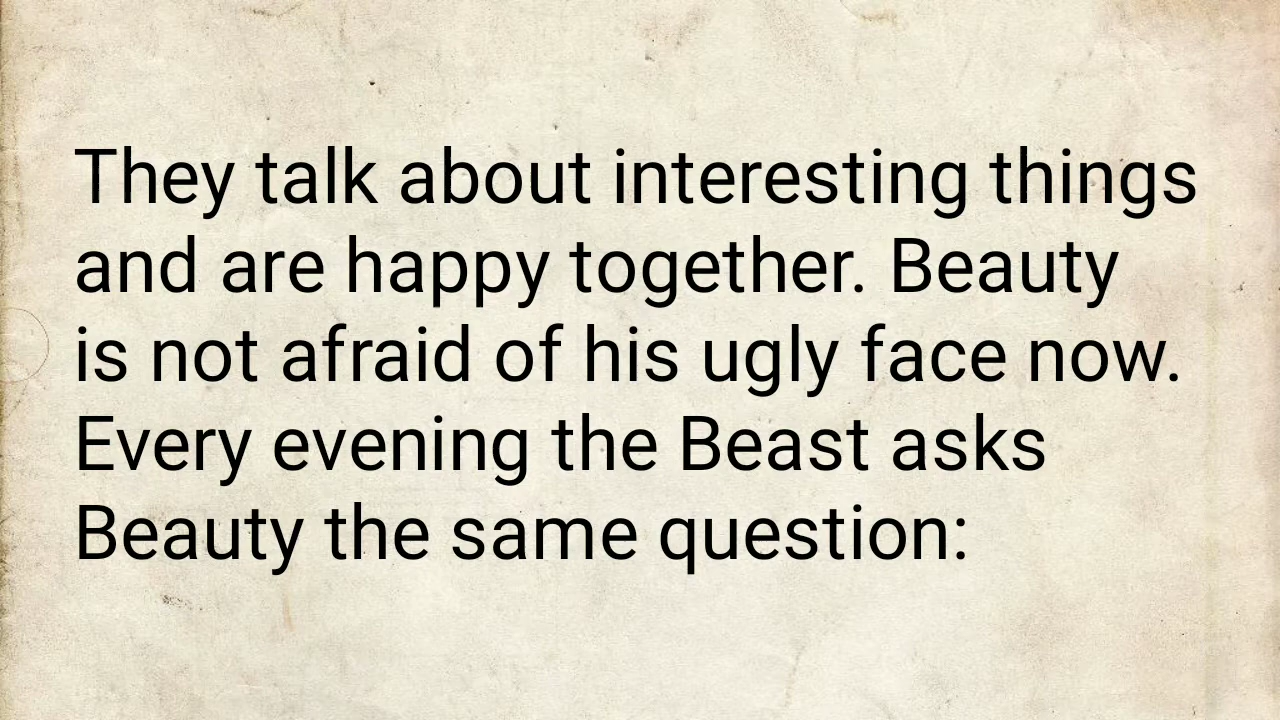 They talk about interesting things
and are happy together. Beauty
is not afraid of his ugly face now.
Every evening the Beast asks
Beauty the same question: